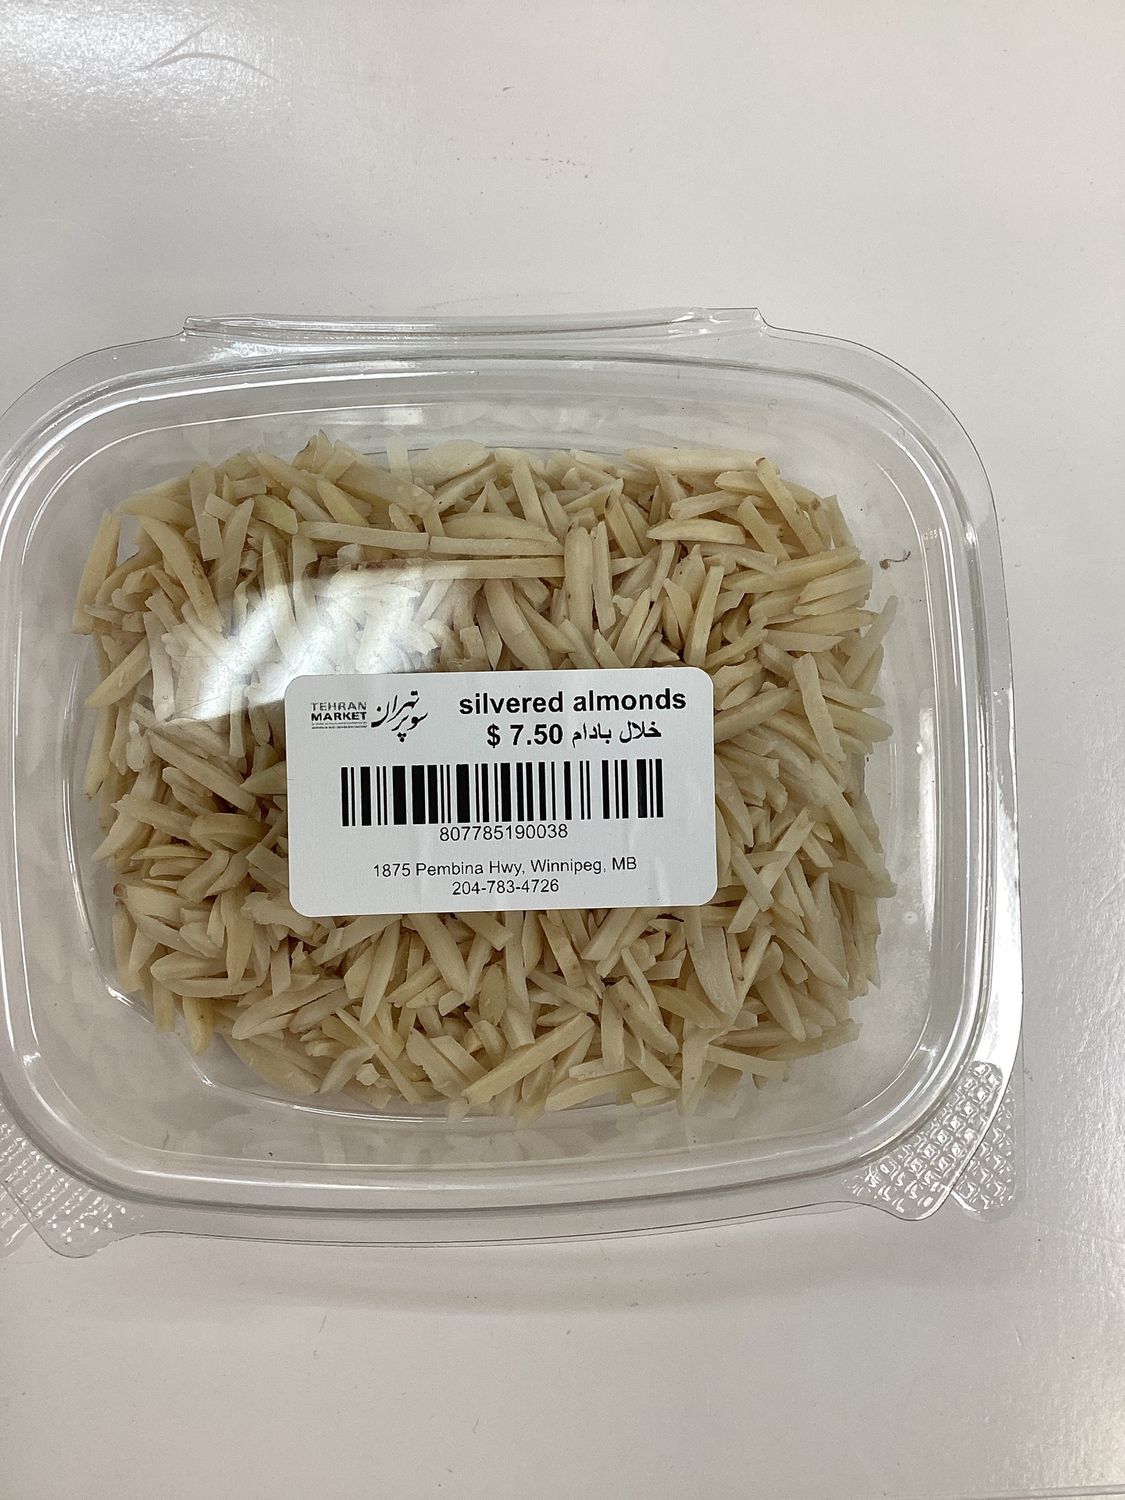 TEHRAN
MARKET
سوپر تهران
silvered almonds
$ 7.50 خلال بادام
807785190038
1875 Pembina Hwy, Winnipeg, MB
204-783-4726